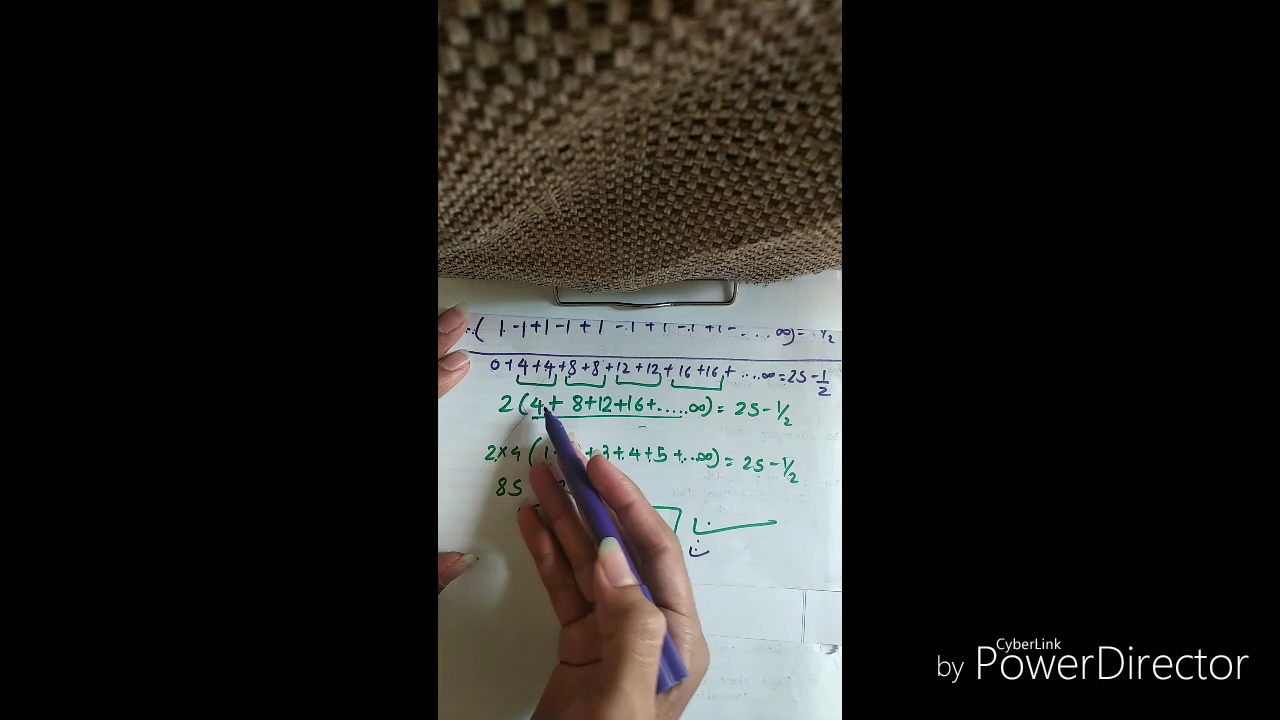 ( 1 -1 + 1 - 1 + 1 - 1 + 1 - 1 + 1 - .... ∞) = 1/2
0 + 4 + 4 + 8 + 8 + 12 + 12 + 16 + 16 + .... ∞ = 2S - 1/2
2 ( 4 + 8 + 12 + 16 + ..... ∞) = 2S - 1/2
2 × 4 ( 1 + 3 + 4 + 5 + ... ∞) = 2S - 1/2
8S
CyberLink
by PowerDirector